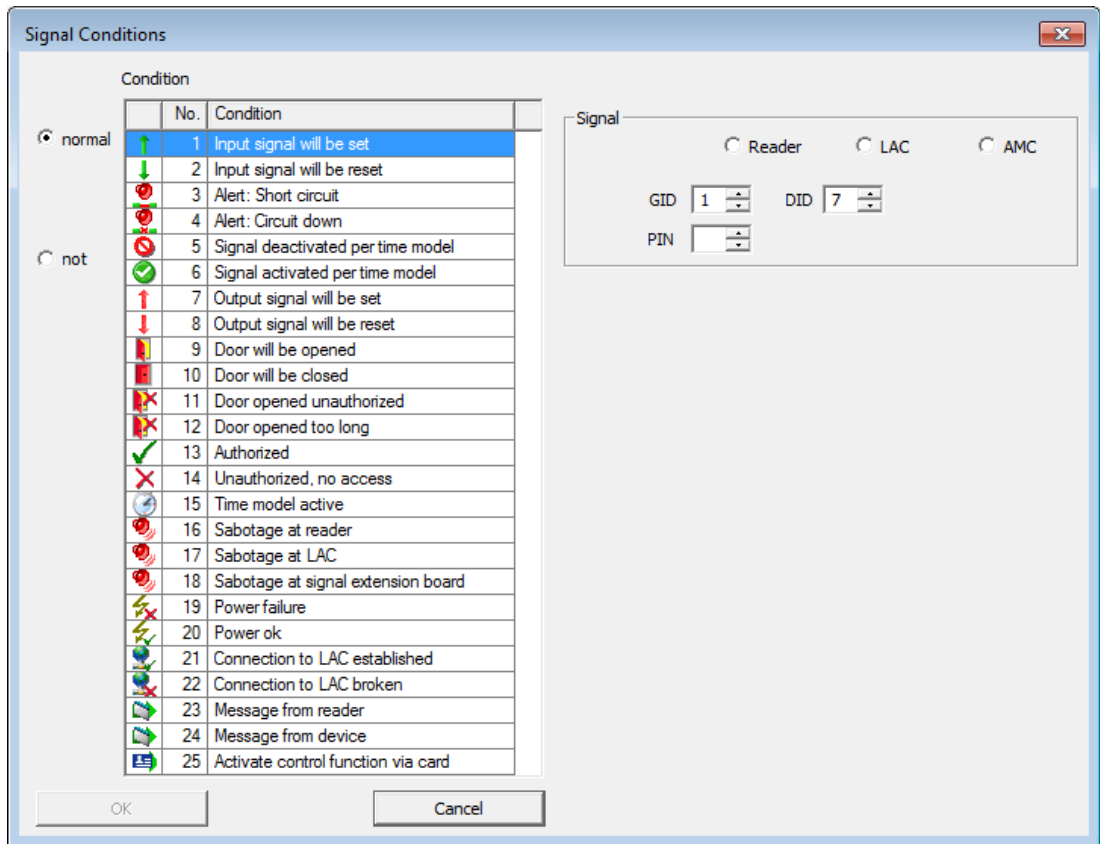 Signal Conditions
Condition
normal
not
No. Condition
1 Input signal will be set
2 Input signal will be reset
3 Alert: Short circuit
4 Alert: Circuit down
5 Signal deactivated per time model
6 Signal activated per time model
7 Output signal will be set
8 Output signal will be reset
9 Door will be opened
10 Door will be closed
11 Door opened unauthorized
12 Door opened too long
13 Authorized
14 Unauthorized, no access
15 Time model active
16 Sabotage at reader
17 Sabotage at LAC
18 Sabotage at signal extension board
19 Power failure
20 Power ok
21 Connection to LAC established
22 Connection to LAC broken
23 Message from reader
24 Message from device
25 Activate control function via card
Signal
Reader LAC AMC
GID 1 DID 7
PIN
OK Cancel